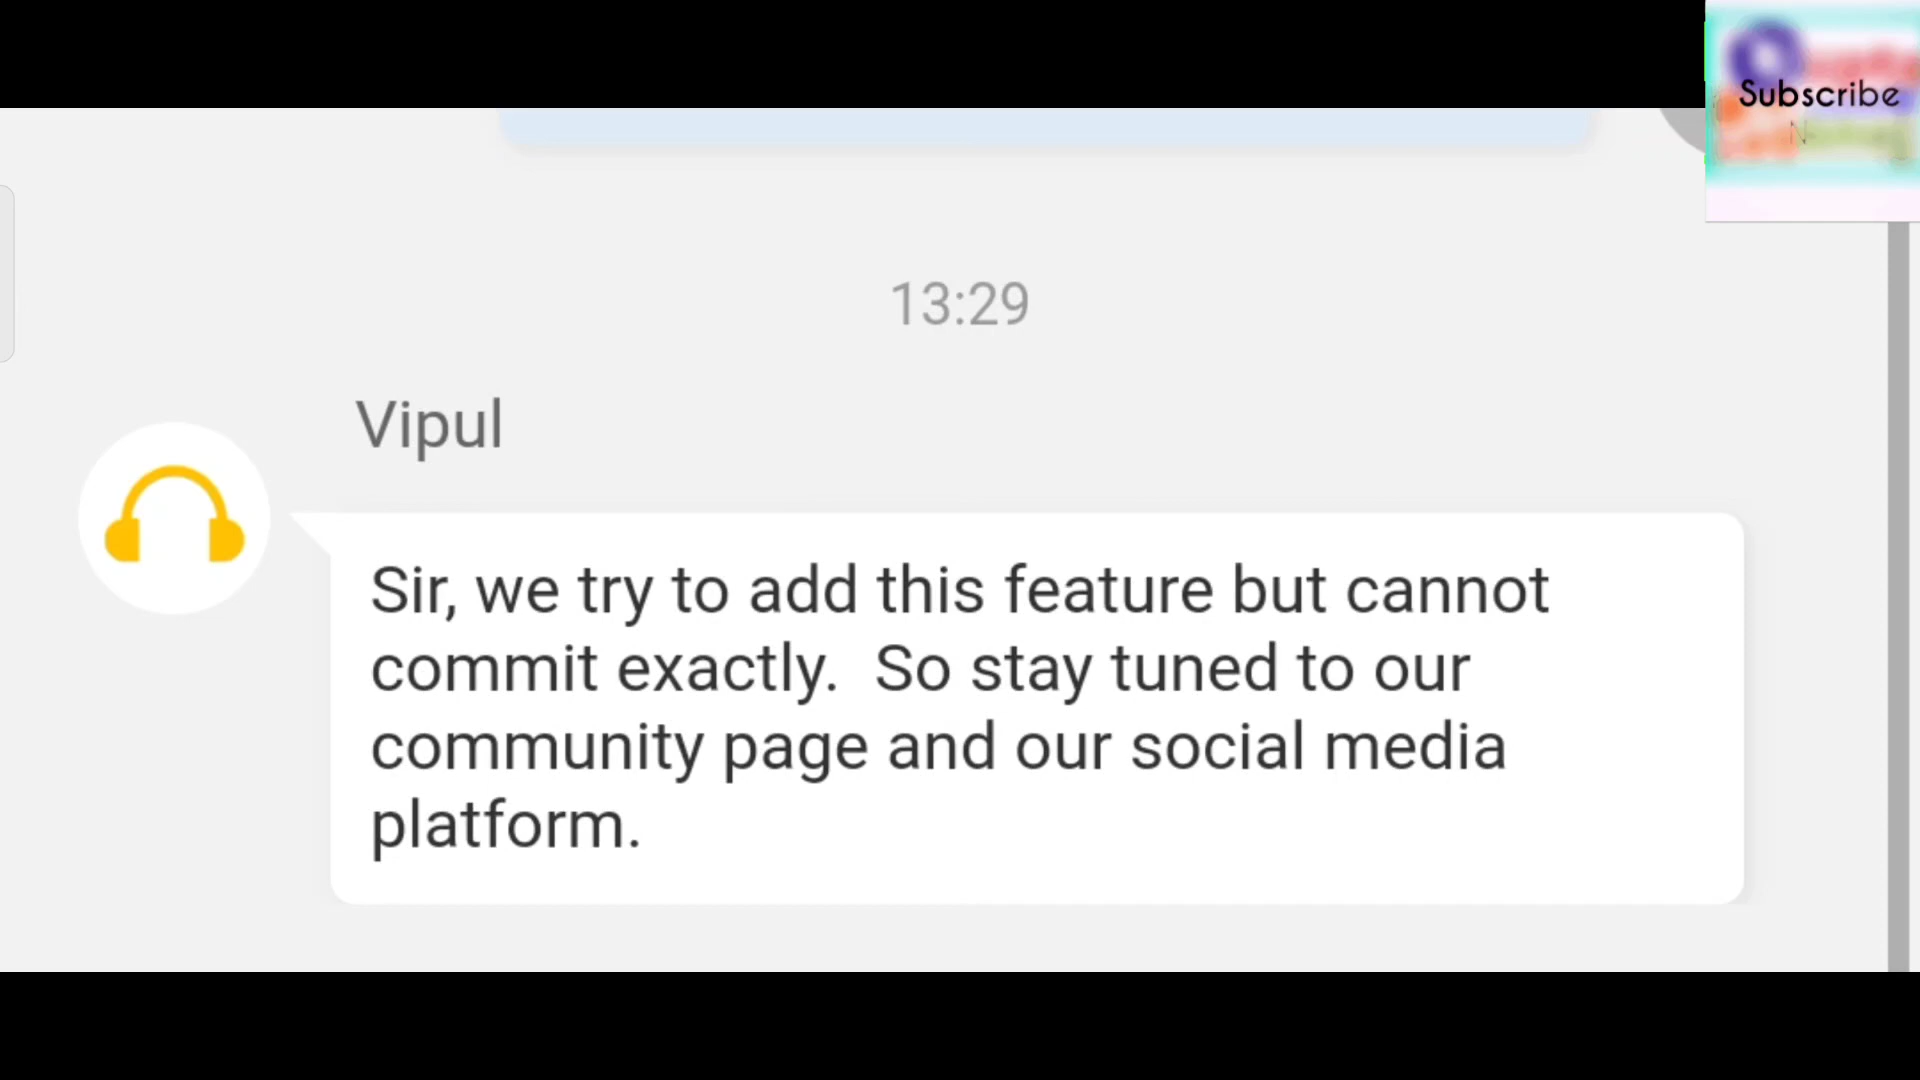 Subscribe
13:29
Vipul
Sir, we try to add this feature but cannot
commit exactly.  So stay tuned to our
community page and our social media
platform.